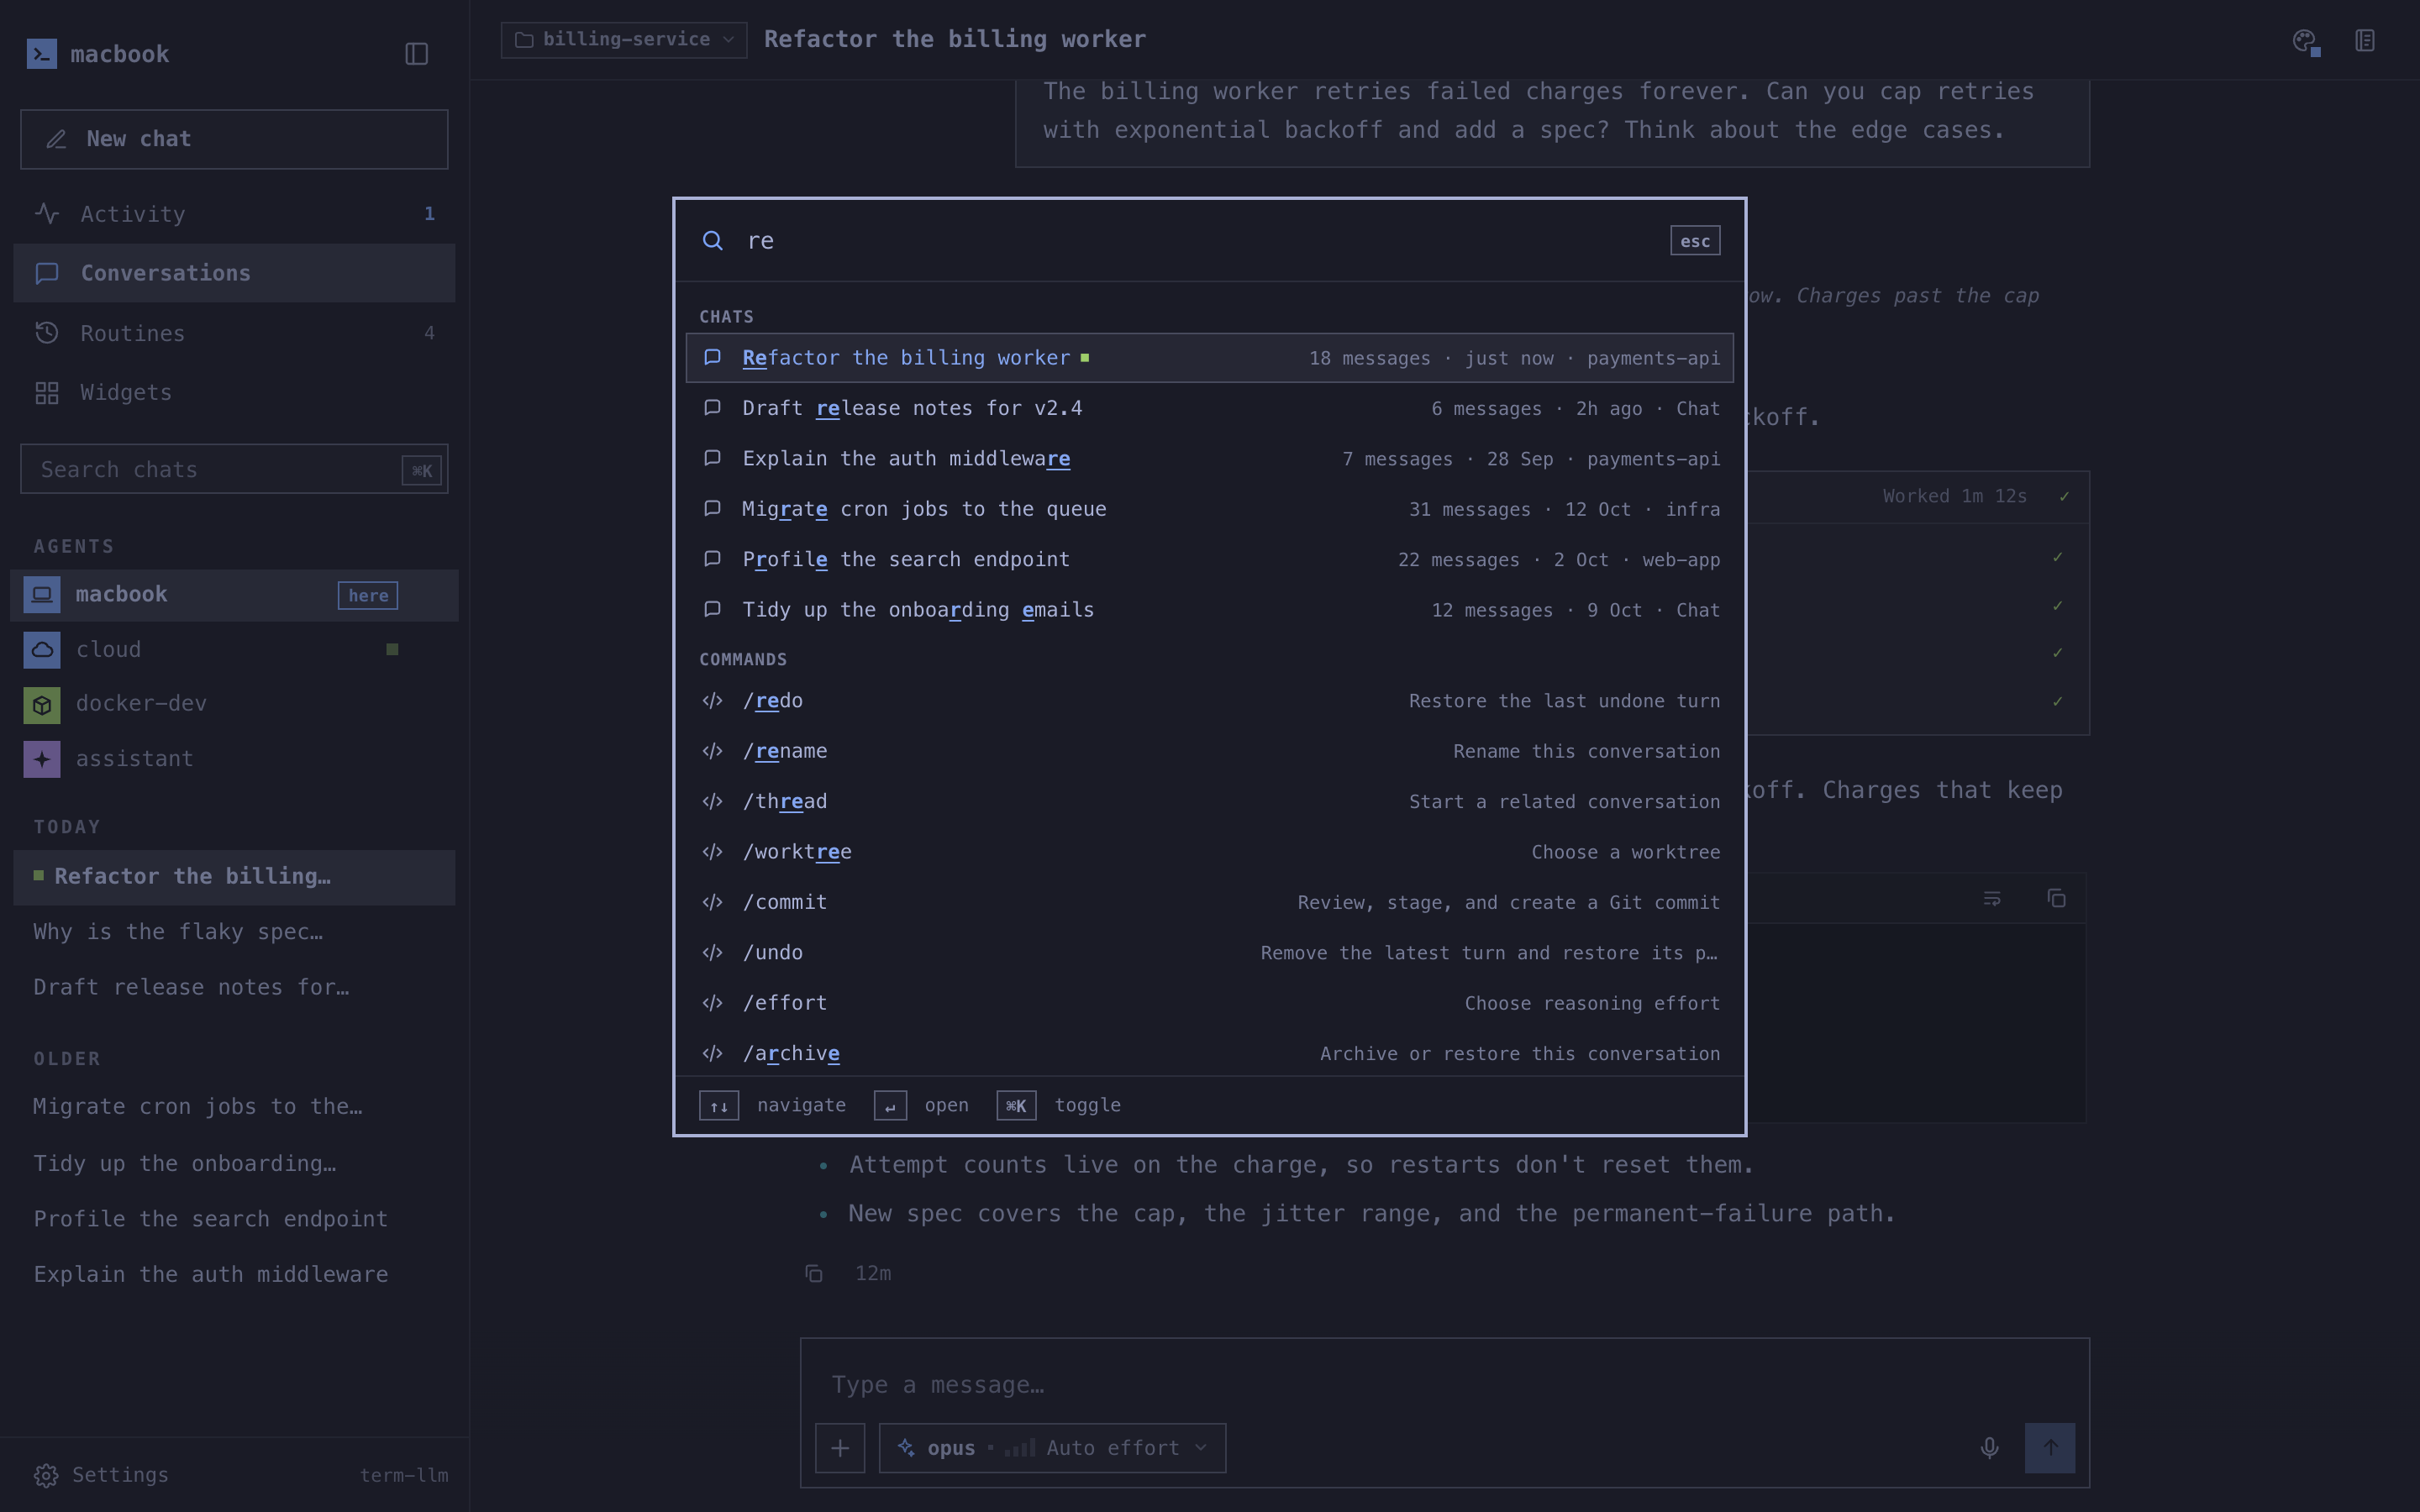 macbook
New chat
Activity 1
Conversations
Routines 4
Widgets
Search chats ⌘K
AGENTS
macbook here
cloud
docker-dev
assistant
TODAY
Refactor the billing…
Why is the flaky spec…
Draft release notes for…
OLDER
Migrate cron jobs to the…
Tidy up the onboarding…
Profile the search endpoint
Explain the auth middleware
Settings term-llm
billing-service Refactor the billing worker
The billing worker retries failed charges forever. Can you cap retries
with exponential backoff and add a spec? Think about the edge cases.
re esc
CHATS
Refactor the billing worker 18 messages · just now · payments-api
Draft release notes for v2.4 6 messages · 2h ago · Chat
Explain the auth middleware 7 messages · 28 Sep · payments-api
Migrate cron jobs to the queue 31 messages · 12 Oct · infra
Profile the search endpoint 22 messages · 2 Oct · web-app
Tidy up the onboarding emails 12 messages · 9 Oct · Chat
COMMANDS
/redo Restore the last undone turn
/rename Rename this conversation
/thread Start a related conversation
/worktree Choose a worktree
/commit Review, stage, and create a Git commit
/undo Remove the latest turn and restore its p…
/effort Choose reasoning effort
/archive Archive or restore this conversation
↑↓ navigate ↵ open ⌘K toggle
ow. Charges past the cap
ckoff.
Worked 1m 12s ✓
✓
✓
✓
✓
koff. Charges that keep
• Attempt counts live on the charge, so restarts don't reset them.
• New spec covers the cap, the jitter range, and the permanent-failure path.
12m
Type a message…
opus • Auto effort